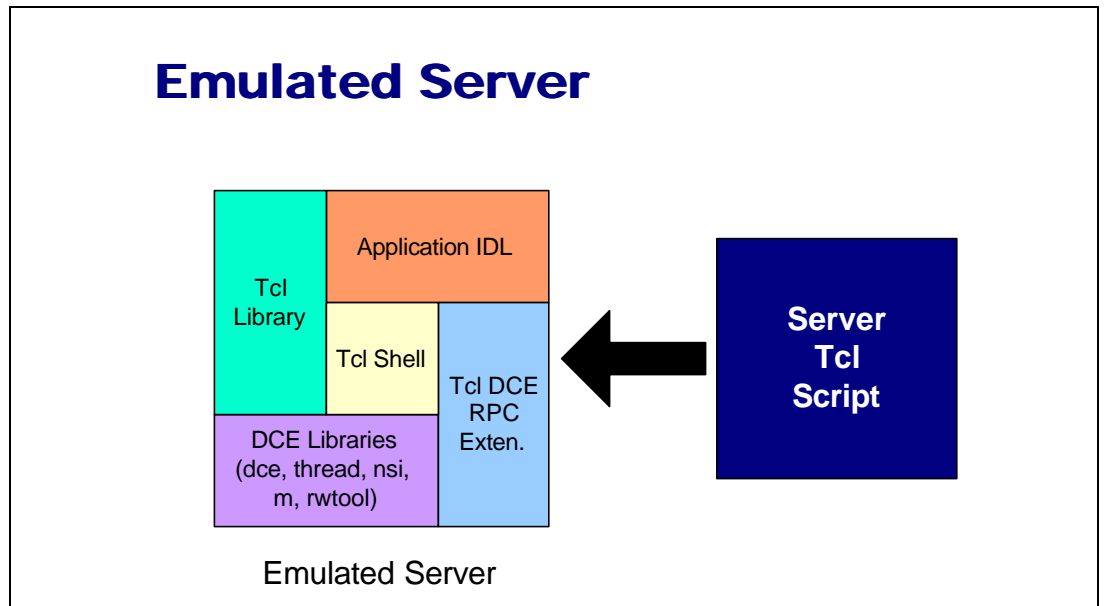 Emulated Server
Application IDL
Tcl
Library
Tcl Shell
Tcl DCE
RPC
Exten.
DCE Libraries
(dce, thread, nsi,
m, rwtool)
Server
Tcl
Script
Emulated Server